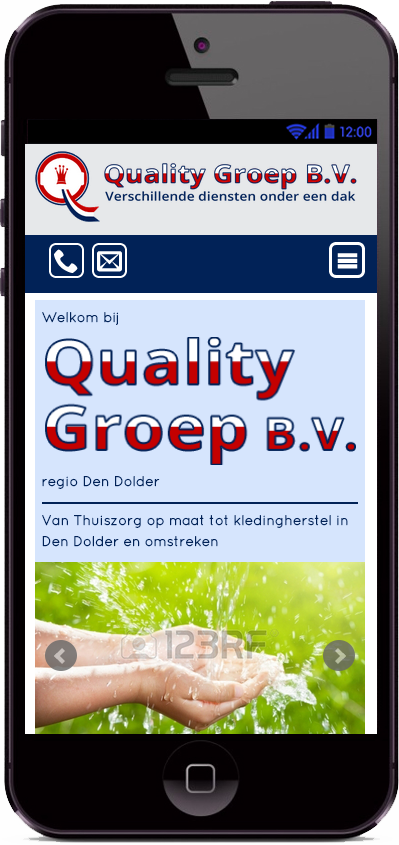 12:00
Quality Groep B.V.
Verschillende diensten onder een dak
Welkom bij
Quality
Groep B.V.
regio Den Dolder
Van Thuiszorg op maat tot kledingherstel in
Den Dolder en omstreken
123RF